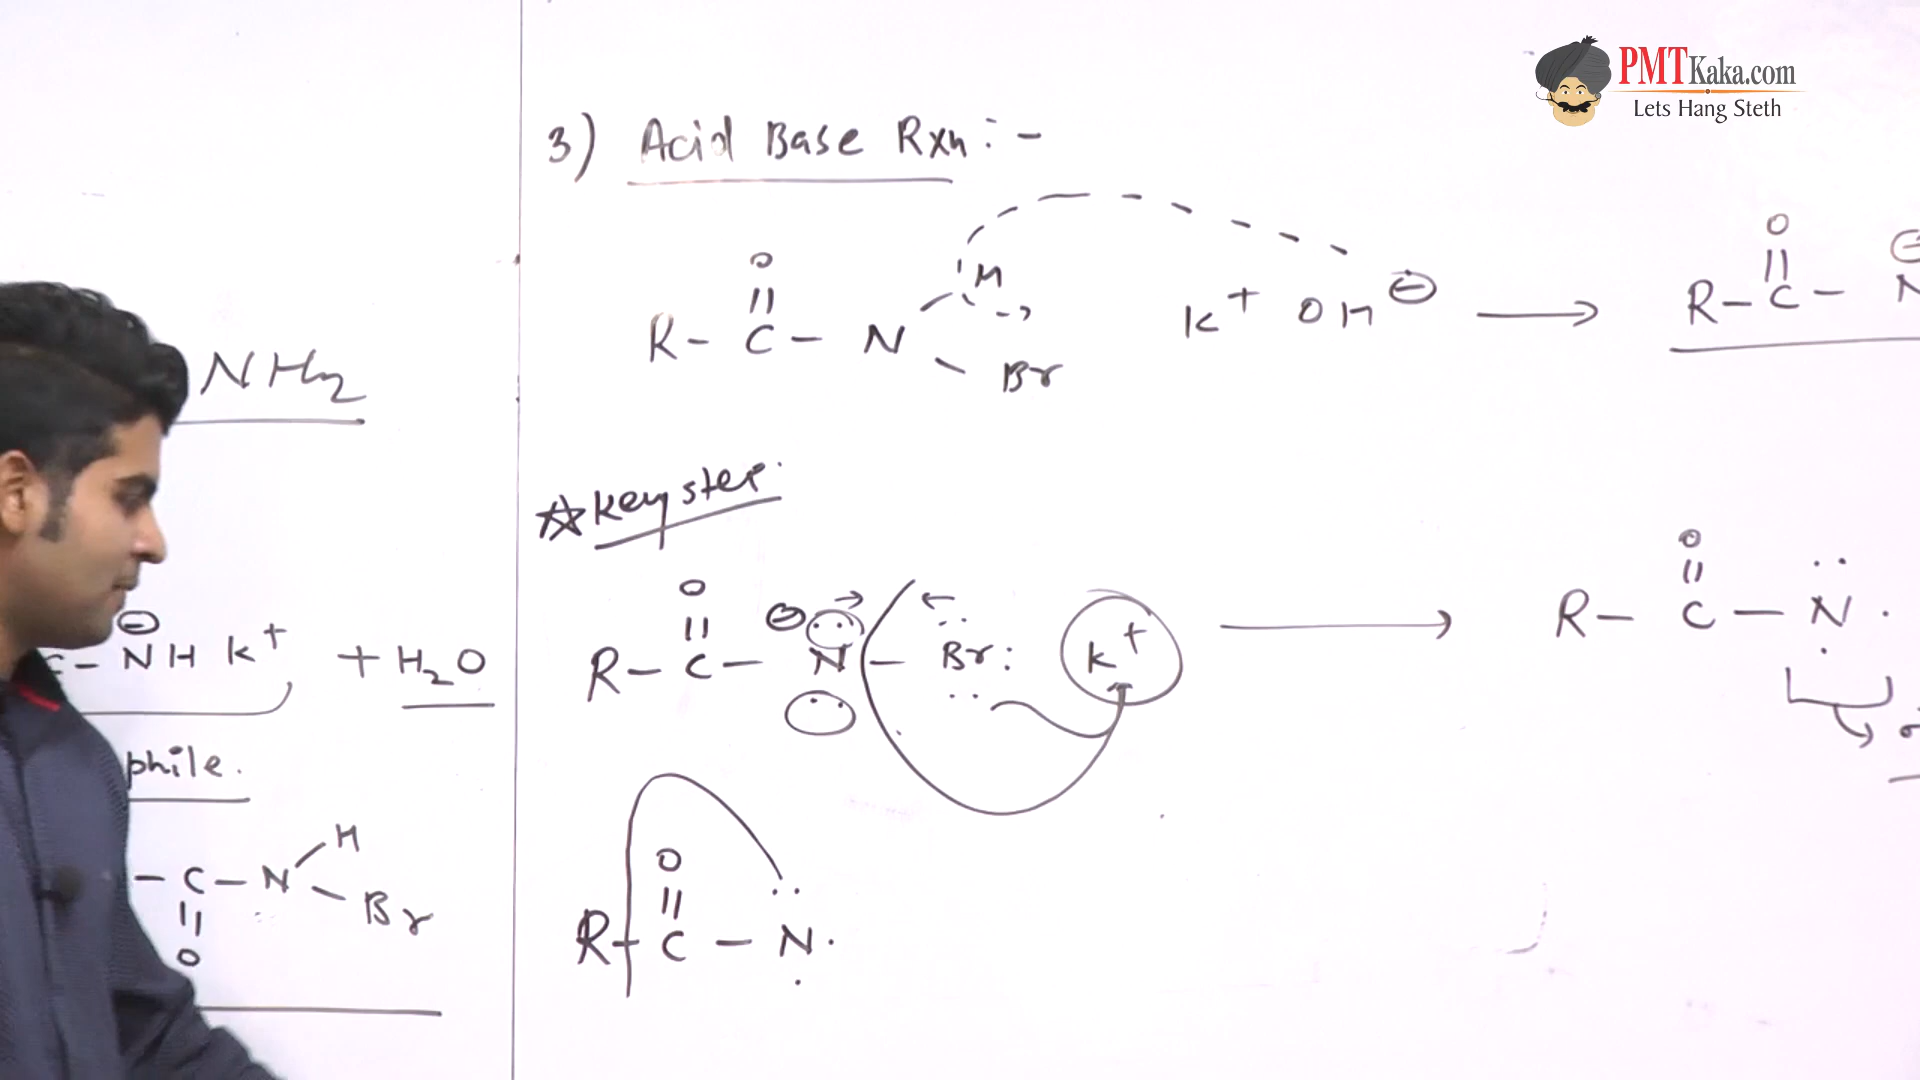 PMTKaka.com
Lets Hang Steth
NH2
⊖
C – NH K+ + H2O
phile.
H
– C – N
Br
||
O
3) Acid Base Rxn :-
O
||
R – C – N
H
Br
K+ OH ⊖ ⟶
O
||
R – C – N
⊖
☆ Key step.
O
||
R – C – N – Br: K+ ⟶
⊖
O
||
R – C – N ·
O
||
R – C – N ·